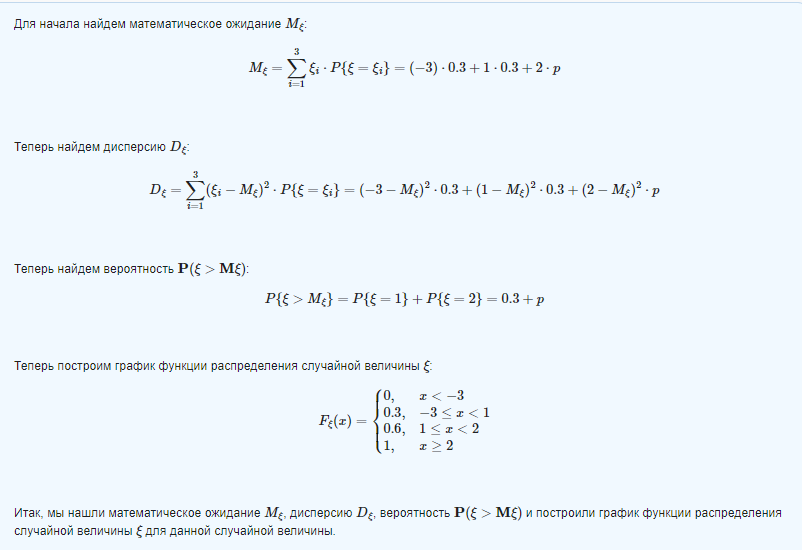 Для начала найдем математическое ожидание M_ξ:
M_ξ = ∑_{i=1}^{3} ξ_i · P{ξ = ξ_i} = (−3) · 0.3 + 1 · 0.3 + 2 · p
Теперь найдем дисперсию D_ξ:
D_ξ = ∑_{i=1}^{3} (ξ_i − M_ξ)² · P{ξ = ξ_i} = (−3 − M_ξ)² · 0.3 + (1 − M_ξ)² · 0.3 + (2 − M_ξ)² · p
Теперь найдем вероятность P(ξ > Mξ):
P{ξ > M_ξ} = P{ξ = 1} + P{ξ = 2} = 0.3 + p
Теперь построим график функции распределения случайной величины ξ:
F_ξ(x) = {
0, x < −3
0.3, −3 ≤ x < 1
0.6, 1 ≤ x < 2
1, x ≥ 2
Итак, мы нашли математическое ожидание M_ξ, дисперсию D_ξ, вероятность P(ξ > Mξ) и построили график функции распределения
случайной величины ξ для данной случайной величины.